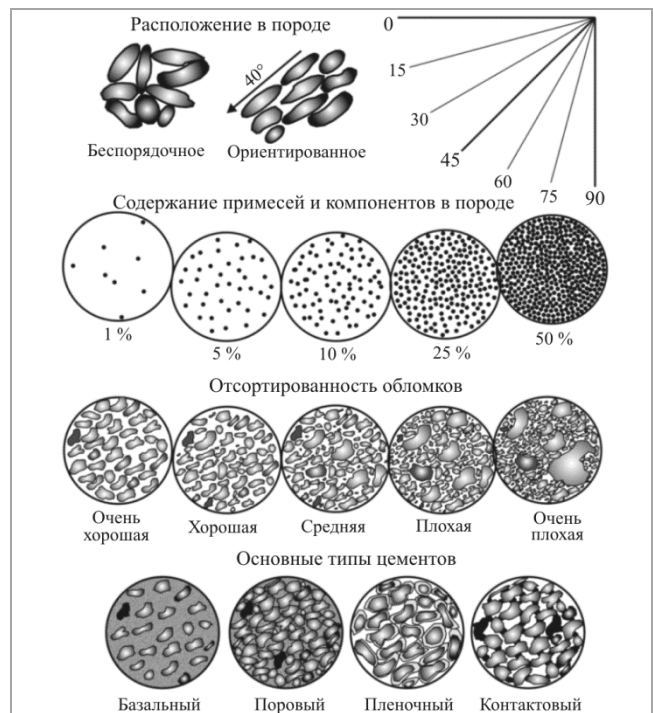 Расположение в породе
40°
Беспорядочное
Ориентированное
0
15
30
45
60
75
90
Содержание примесей и компонентов в породе
1 %
5 %
10 %
25 %
50 %
Отсортированность обломков
Очень
хорошая
Хорошая
Средняя
Плохая
Очень
плохая
Основные типы цементов
Базальный
Поровый
Пленочный
Контактовый